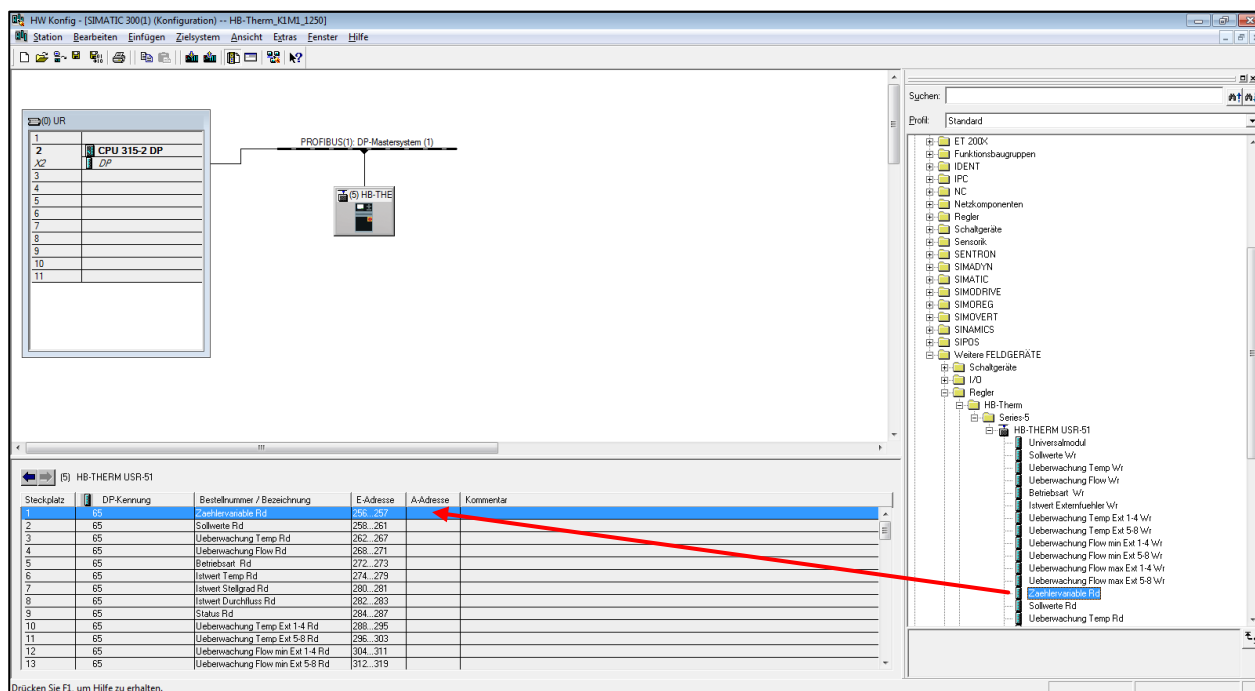 HW Konfig - [SIMATIC 300(1) (Konfiguration) -- HB-Therm_K1M1_1250]
Station Bearbeiten Einfügen Zielsystem Ansicht Extras Fenster Hilfe
(0) UR
1
2 CPU 315-2 DP
X2 DP
3
4
5
6
7
8
9
10
11
PROFIBUS(1): DP-Mastersystem (1)
(5) HB-THE
Suchen:
Profil: Standard
ET 200X
Funktionsbaugruppen
IDENT
IPC
NC
Netzkomponenten
Regler
Schaltgeräte
Sensorik
SENTRON
SIMADYN
SIMATIC
SIMODRIVE
SIMOREG
SIMOVERT
SINAMICS
SIPOS
Weitere FELDGERÄTE
Schaltgeräte
I/O
Regler
HB-Therm
Series-5
HB-THERM USR-51
Universalmodul
Sollwerte Wr
Ueberwachung Temp Wr
Ueberwachung Flow Wr
Betriebsart Wr
Istwert Externfuehler Wr
Ueberwachung Temp Ext 1-4 Wr
Ueberwachung Temp Ext 5-8 Wr
Ueberwachung Flow min Ext 1-4 Wr
Ueberwachung Flow min Ext 5-8 Wr
Ueberwachung Flow max Ext 1-4 Wr
Ueberwachung Flow max Ext 5-8 Wr
Zaehlervariable Rd
Sollwerte Rd
Ueberwachung Temp Rd
(5) HB-THERM USR-51
Steckplatz DP-Kennung Bestellnummer / Bezeichnung E-Adresse A-Adresse Kommentar
1 65 Zaehlervariable Rd 256...257
2 65 Sollwerte Rd 258...261
3 65 Ueberwachung Temp Rd 262...267
4 65 Ueberwachung Flow Rd 268...271
5 65 Betriebsart Rd 272...273
6 65 Istwert Temp Rd 274...279
7 65 Istwert Stellgrad Rd 280...281
8 65 Istwert Durchfluss Rd 282...283
9 65 Status Rd 284...287
10 65 Ueberwachung Temp Ext 1-4 Rd 288...295
11 65 Ueberwachung Temp Ext 5-8 Rd 296...303
12 65 Ueberwachung Flow min Ext 1-4 Rd 304...311
13 65 Ueberwachung Flow min Ext 5-8 Rd 312...319
Drücken Sie F1, um Hilfe zu erhalten.